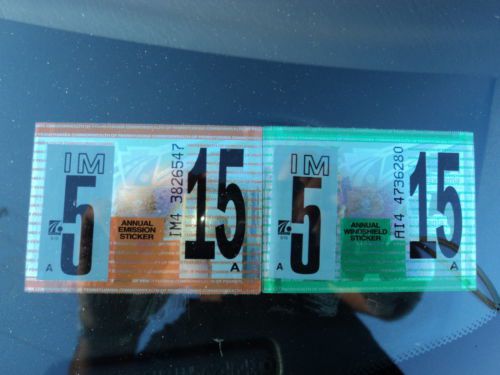 IM
5
A
ANNUAL
EMISSION
STICKER
IM4 3826547
15
A
IM
5
A
ANNUAL
WINDSHIELD
STICKER
AI4 4736280
15
A